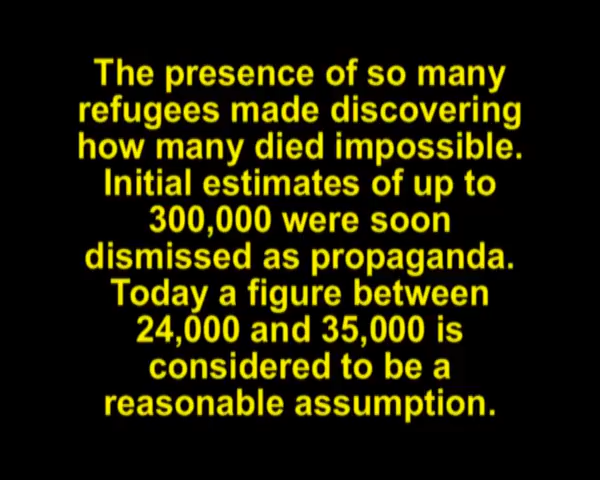 The presence of so many
refugees made discovering
how many died impossible.
Initial estimates of up to
300,000 were soon
dismissed as propaganda.
Today a figure between
24,000 and 35,000 is
considered to be a
reasonable assumption.